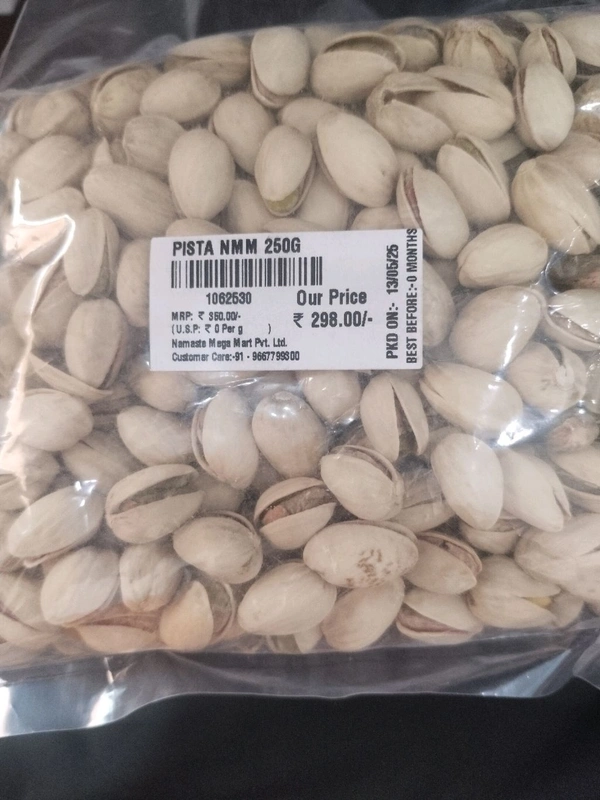 PISTA NMM 250G
1062530
Our Price
MRP: ₹ 350.00/-
₹ 298.00/-
(U.S.P: ₹ 0 Per g )
Namaste Mega Mart Pvt. Ltd.
Customer Care:-91 - 9667799300
PKD ON:- 13/05/25
BEST BEFORE:- 0 MONTHS